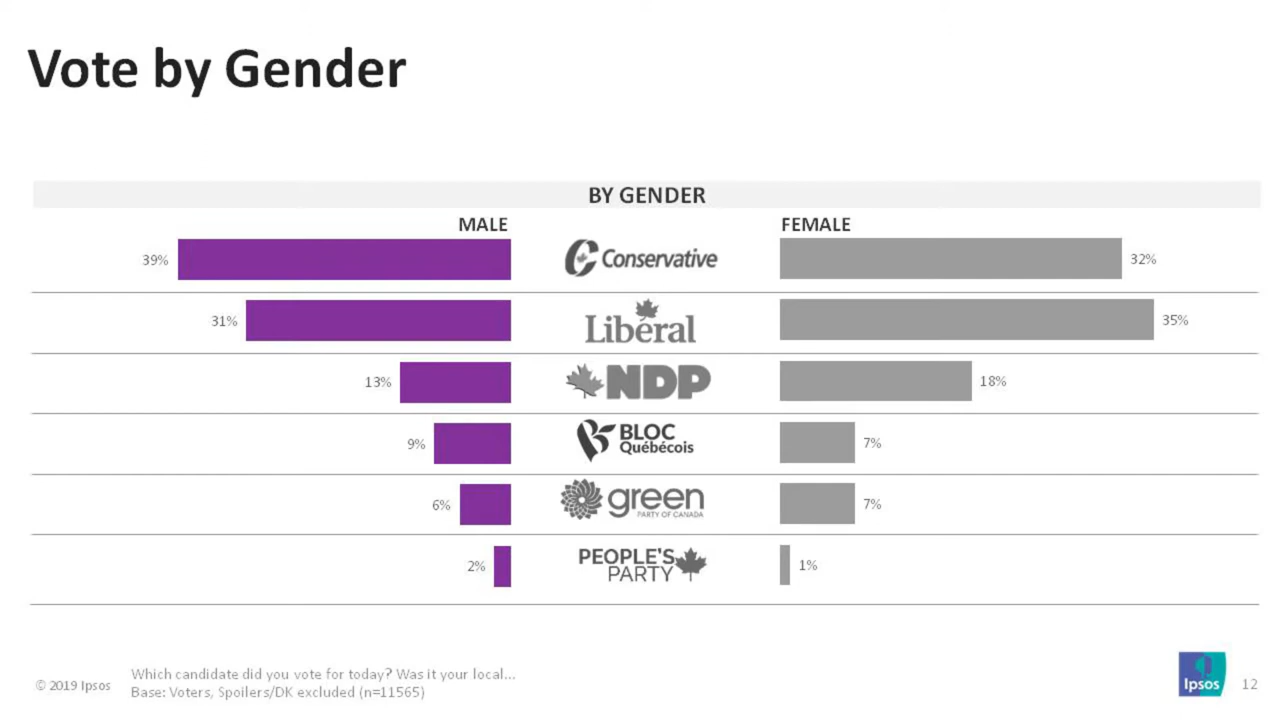 Vote by Gender
BY GENDER
MALE
FEMALE
39%
Conservative
32%
31%
Libéral
35%
13%
NDP
18%
9%
BLOC
Québécois
7%
6%
green
PARTY OF CANADA
7%
2%
PEOPLE'S
PARTY
1%
© 2019 Ipsos
Which candidate did you vote for today? Was it your local...
Base: Voters, Spoilers/DK excluded (n=11565)
Ipsos
12